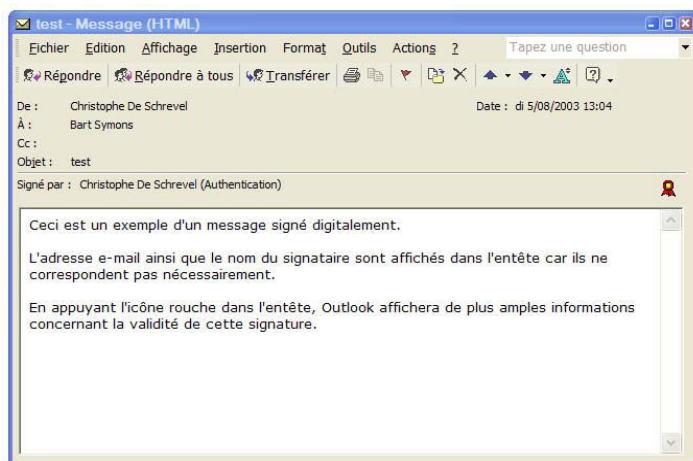 test - Message (HTML)
Fichier Edition Affichage Insertion Format Outils Actions ? Tapez une question
Répondre Répondre à tous Transférer
De : Christophe De Schrevel Date : di 5/08/2003 13:04
À : Bart Symons
Cc :
Objet : test
Signé par : Christophe De Schrevel (Authentication)
Ceci est un exemple d'un message signé digitalement.
L'adresse e-mail ainsi que le nom du signataire sont affichés dans l'entête car ils ne
correspondent pas nécessairement.
En appuyant l'icône rouche dans l'entête, Outlook affichera de plus amples informations
concernant la validité de cette signature.